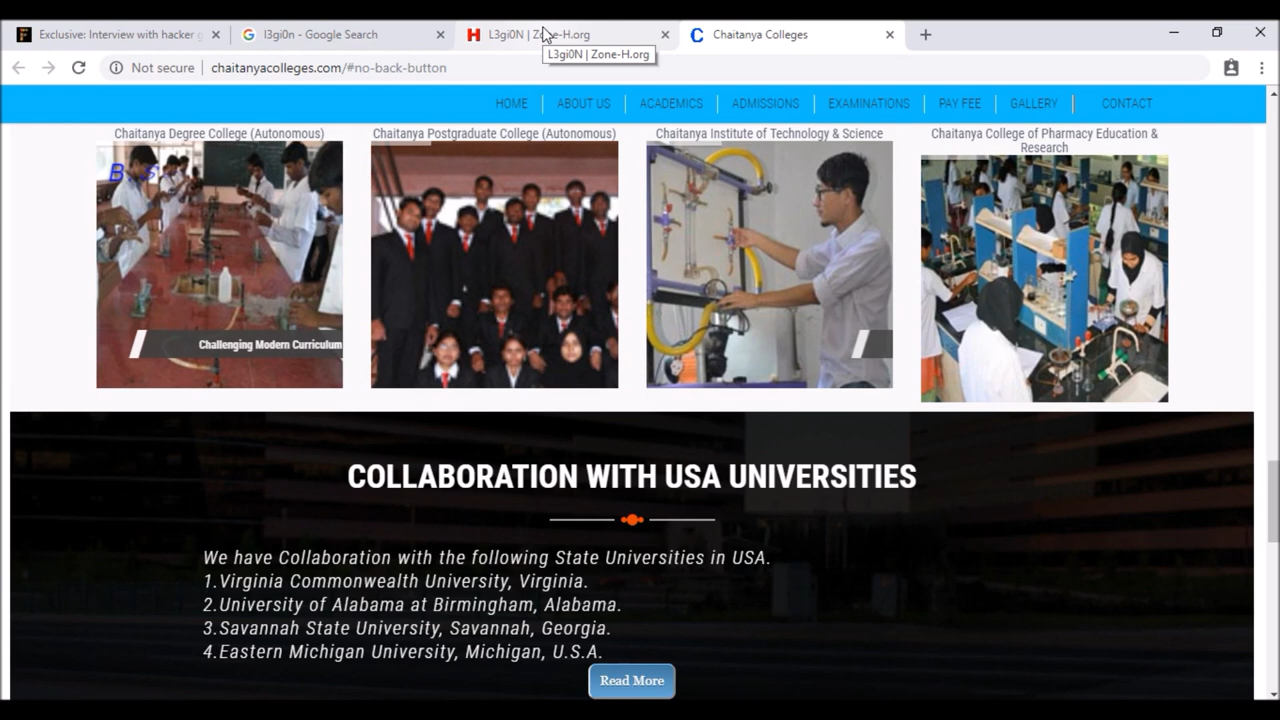 Exclusive: Interview with hacker g
l3gi0n - Google Search
L3gi0N | Zone-H.org
Chaitanya Colleges
L3gi0N | Zone-H.org
Not secure
chaitanyacolleges.com/#no-back-button
HOME
ABOUT US
ACADEMICS
ADMISSIONS
EXAMINATIONS
PAY FEE
GALLERY
CONTACT
Chaitanya Degree College (Autonomous)
Chaitanya Postgraduate College (Autonomous)
Chaitanya Institute of Technology & Science
Chaitanya College of Pharmacy Education &
Research
Challenging Modern Curriculum
COLLABORATION WITH USA UNIVERSITIES
We have Collaboration with the following State Universities in USA.
1.Virginia Commonwealth University, Virginia.
2.University of Alabama at Birmingham, Alabama.
3.Savannah State University, Savannah, Georgia.
4.Eastern Michigan University, Michigan, U.S.A.
Read More